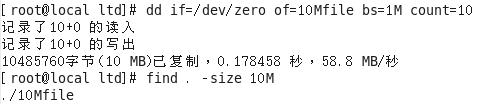 [root@localhost ltd]# dd if=/dev/zero of=10Mfile bs=1M count=10
记录了10+0 的读入
记录了10+0 的写出
10485760字节(10 MB)已复制，0.178458 秒，58.8 MB/秒
[root@localhost ltd]# find . -size 10M
./10Mfile